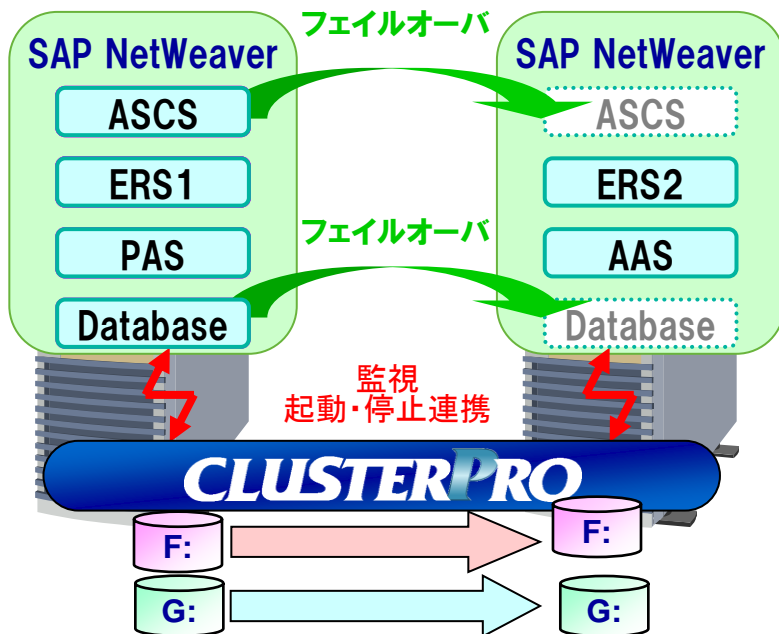 フェイルオーバ
SAP NetWeaver
SAP NetWeaver
ASCS
ASCS
ERS1
ERS2
フェイルオーバ
PAS
AAS
Database
Database
監視
起動・停止連携
CLUSTERPRO
F:
F:
G:
G: